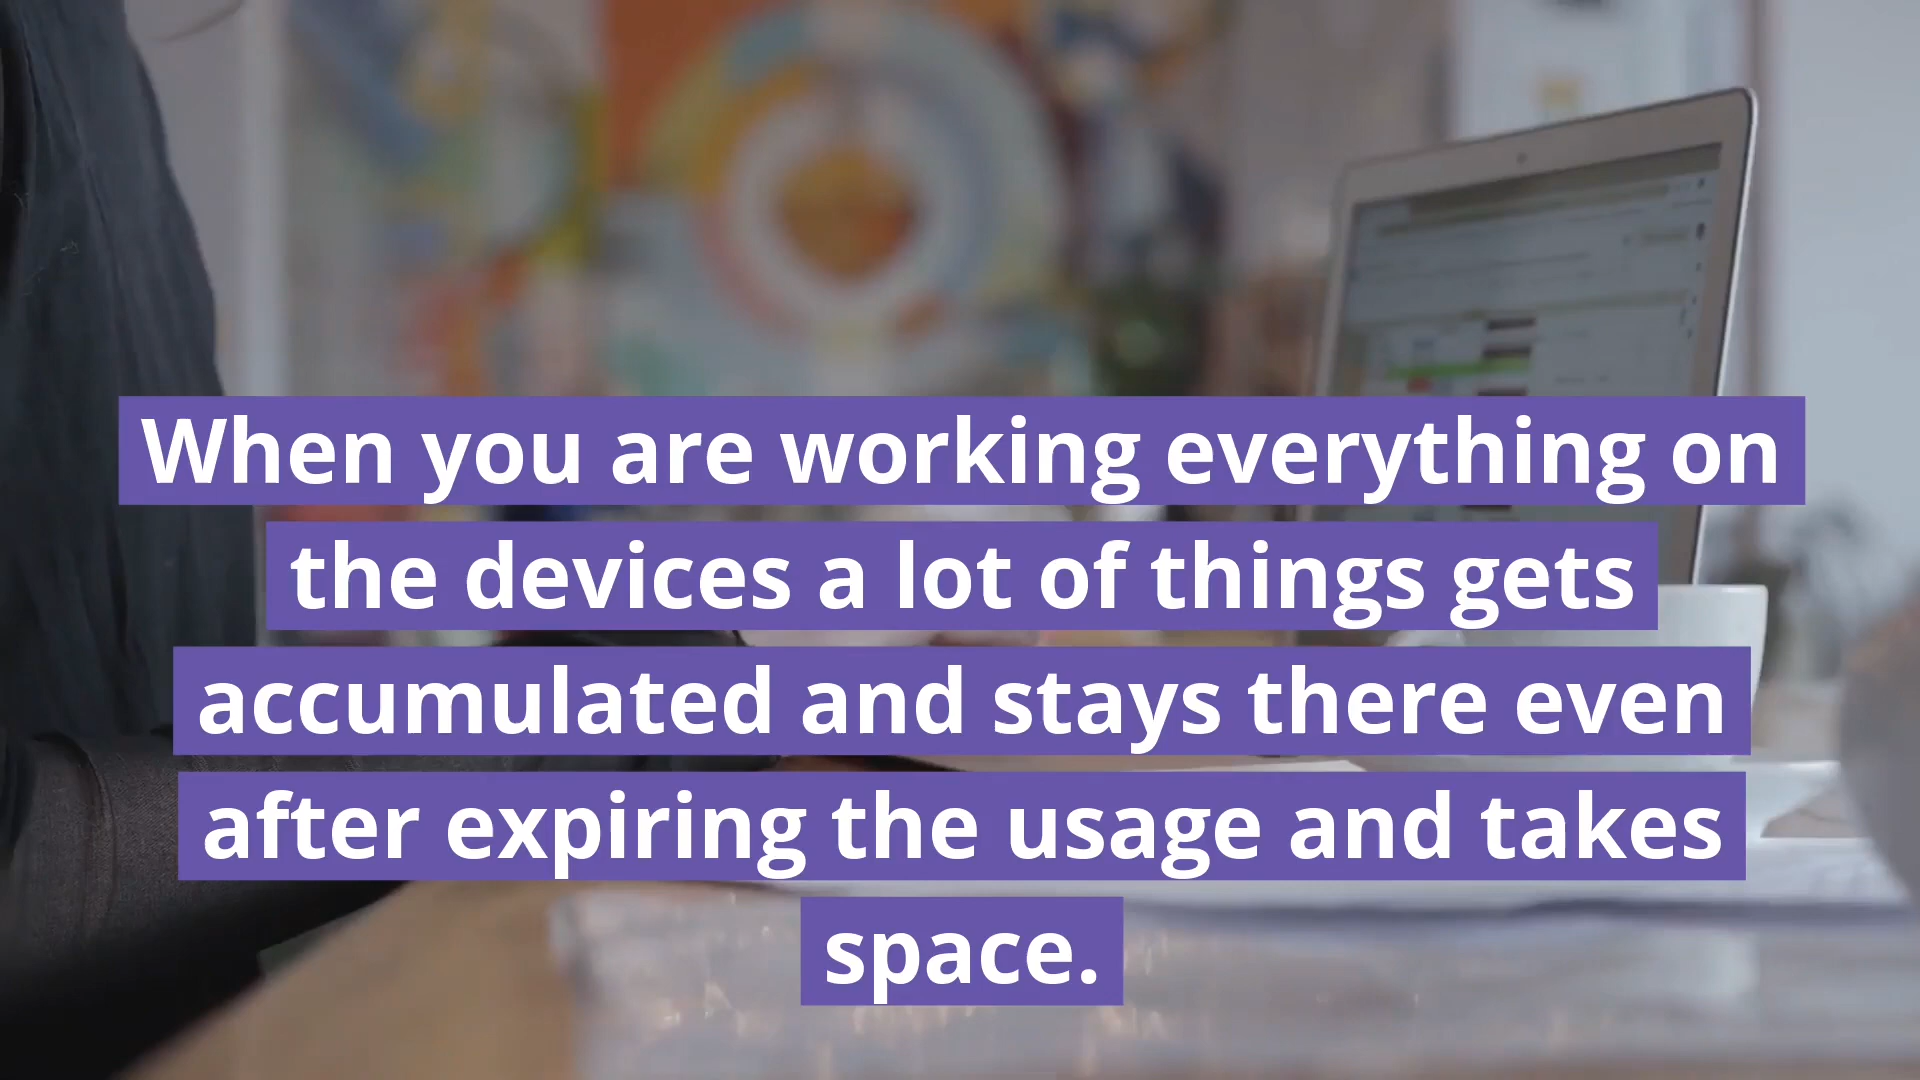 When you are working everything on
the devices a lot of things gets
accumulated and stays there even
after expiring the usage and takes
space.